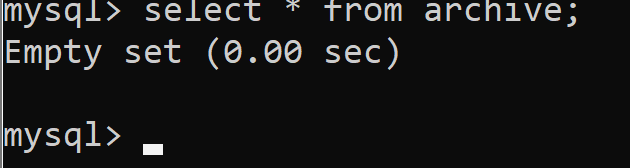 mysql> select * from archive;
Empty set (0.00 sec)
mysql>